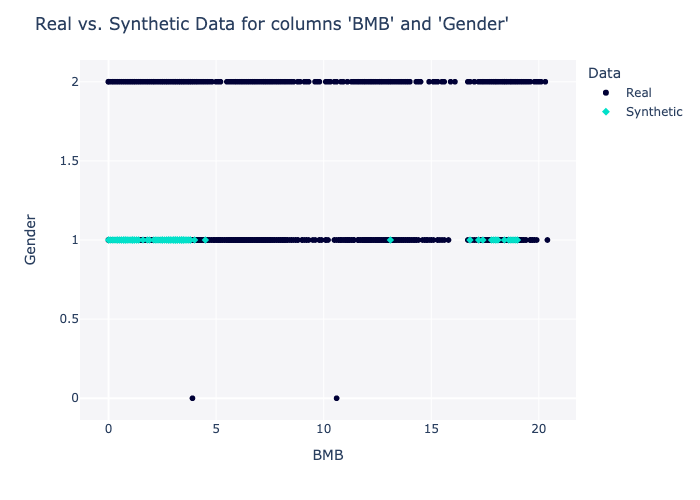 Real vs. Synthetic Data for columns 'BMB' and 'Gender'
Data
Real
Synthetic
2
1.5
1
0.5
0
Gender
0
5
10
15
20
BMB